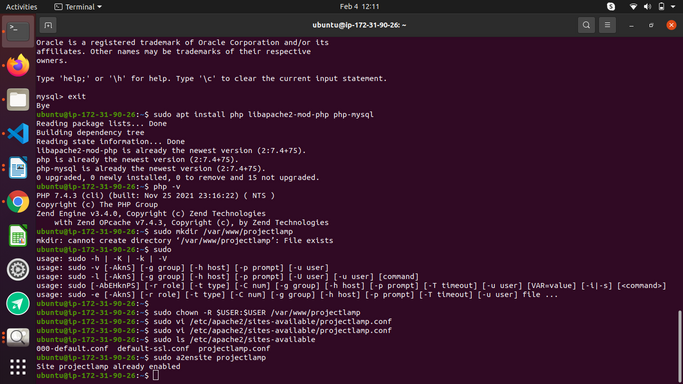 Activities
Terminal
Feb 4 12:11
ubuntu@ip-172-31-90-26: ~
Oracle is a registered trademark of Oracle Corporation and/or its
affiliates. Other names may be trademarks of their respective
owners.
Type 'help;' or '\h' for help. Type '\c' to clear the current input statement.
mysql> exit
Bye
ubuntu@ip-172-31-90-26:~$ sudo apt install php libapache2-mod-php php-mysql
Reading package lists... Done
Building dependency tree
Reading state information... Done
libapache2-mod-php is already the newest version (2:7.4+75).
php is already the newest version (2:7.4+75).
php-mysql is already the newest version (2:7.4+75).
0 upgraded, 0 newly installed, 0 to remove and 15 not upgraded.
ubuntu@ip-172-31-90-26:~$ php -v
PHP 7.4.3 (cli) (built: Nov 25 2021 23:16:22) ( NTS )
Copyright (c) The PHP Group
Zend Engine v3.4.0, Copyright (c) Zend Technologies
with Zend OPcache v7.4.3, Copyright (c), by Zend Technologies
ubuntu@ip-172-31-90-26:~$ sudo mkdir /var/www/projectlamp
mkdir: cannot create directory ‘/var/www/projectlamp’: File exists
ubuntu@ip-172-31-90-26:~$ sudo
usage: sudo -h | -K | -k | -V
usage: sudo -v [-AknS] [-g group] [-h host] [-p prompt] [-u user]
usage: sudo -l [-AknS] [-g group] [-h host] [-p prompt] [-U user] [-u user] [command]
usage: sudo [-AbEHknPS] [-r role] [-t type] [-C num] [-g group] [-h host] [-p prompt] [-T timeout] [-u user] [VAR=value] [-i|-s] [<command>]
usage: sudo -e [-AknS] [-r role] [-t type] [-C num] [-g group] [-h host] [-p prompt] [-T timeout] [-u user] file ...
ubuntu@ip-172-31-90-26:~$
ubuntu@ip-172-31-90-26:~$ sudo chown -R $USER:$USER /var/www/projectlamp
ubuntu@ip-172-31-90-26:~$ sudo vi /etc/apache2/sites-available/projectlamp.conf
ubuntu@ip-172-31-90-26:~$ sudo vi /etc/apache2/sites-available/projectlamp.conf
ubuntu@ip-172-31-90-26:~$ sudo ls /etc/apache2/sites-available
000-default.conf default-ssl.conf projectlamp.conf
ubuntu@ip-172-31-90-26:~$ sudo a2ensite projectlamp
Site projectlamp already enabled
ubuntu@ip-172-31-90-26:~$